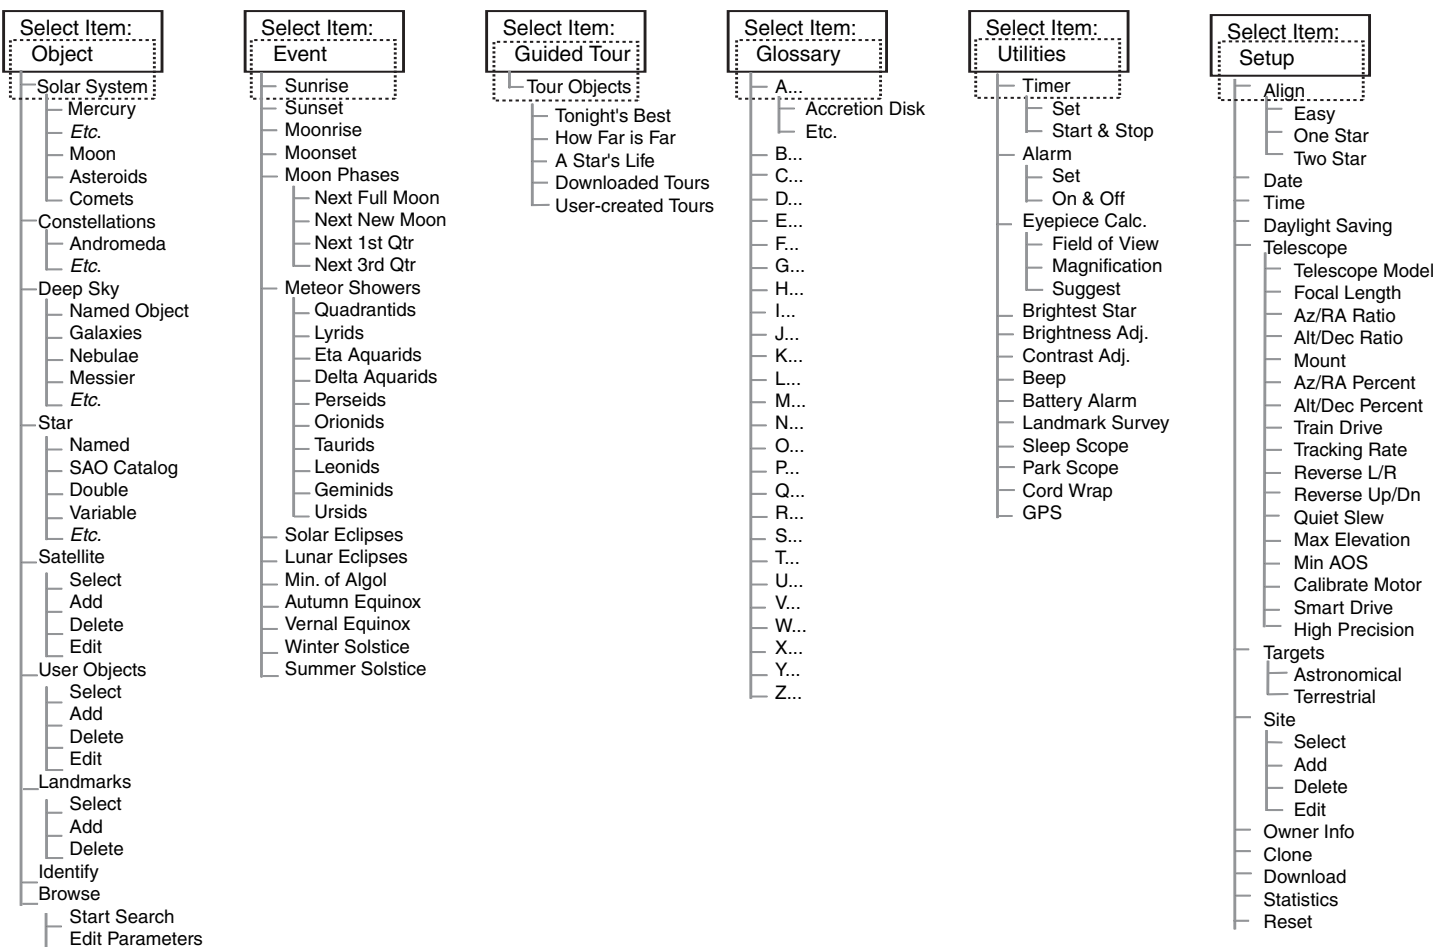 Select Item:
Object
Solar System
Mercury
Etc.
Moon
Asteroids
Comets
Constellations
Andromeda
Etc.
Deep Sky
Named Object
Galaxies
Nebulae
Messier
Etc.
Star
Named
SAO Catalog
Double
Variable
Etc.
Satellite
Select
Add
Delete
Edit
User Objects
Select
Add
Delete
Edit
Landmarks
Select
Add
Delete
Identify
Browse
Start Search
Edit Parameters
Select Item:
Event
Sunrise
Sunset
Moonrise
Moonset
Moon Phases
Next Full Moon
Next New Moon
Next 1st Qtr
Next 3rd Qtr
Meteor Showers
Quadrantids
Lyrids
Eta Aquarids
Delta Aquarids
Perseids
Orionids
Taurids
Leonids
Geminids
Ursids
Solar Eclipses
Lunar Eclipses
Min. of Algol
Autumn Equinox
Vernal Equinox
Winter Solstice
Summer Solstice
Select Item:
Guided Tour
Tour Objects
Tonight's Best
How Far is Far
A Star's Life
Downloaded Tours
User-created Tours
Select Item:
Glossary
A...
Accretion Disk
Etc.
B...
C...
D...
E...
F...
G...
H...
I...
J...
K...
L...
M...
N...
O...
P...
Q...
R...
S...
T...
U...
V...
W...
X...
Y...
Z...
Select Item:
Utilities
Timer
Set
Start & Stop
Alarm
Set
On & Off
Eyepiece Calc.
Field of View
Magnification
Suggest
Brightest Star
Brightness Adj.
Contrast Adj.
Beep
Battery Alarm
Landmark Survey
Sleep Scope
Park Scope
Cord Wrap
GPS
Select Item:
Setup
Align
Easy
One Star
Two Star
Date
Time
Daylight Saving
Telescope
Telescope Model
Focal Length
Az/RA Ratio
Alt/Dec Ratio
Mount
Az/RA Percent
Alt/Dec Percent
Train Drive
Tracking Rate
Reverse L/R
Reverse Up/Dn
Quiet Slew
Max Elevation
Min AOS
Calibrate Motor
Smart Drive
High Precision
Targets
Astronomical
Terrestrial
Site
Select
Add
Delete
Edit
Owner Info
Clone
Download
Statistics
Reset